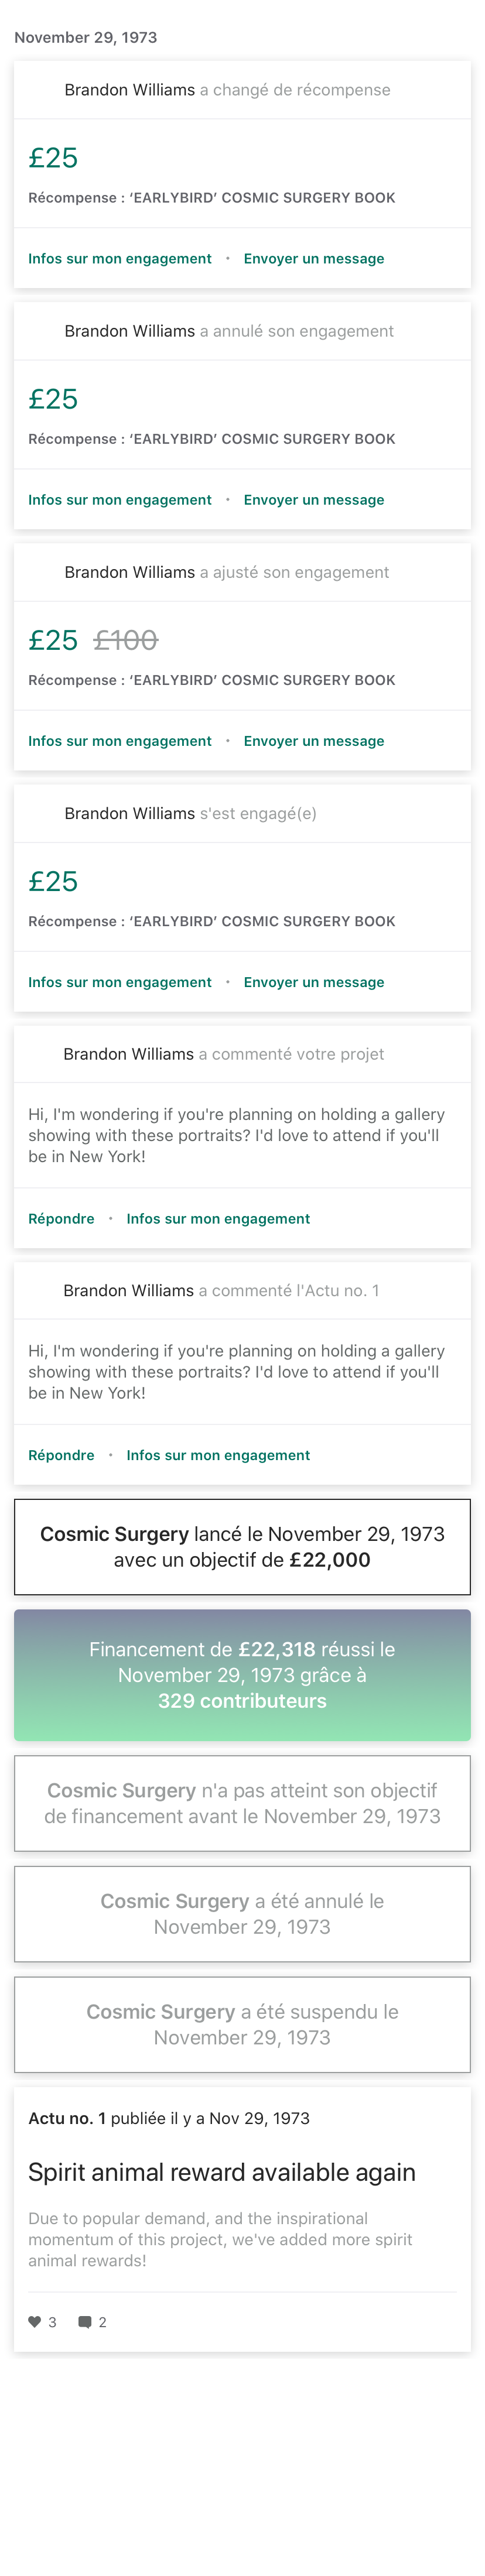 November 29, 1973
Brandon Williams a changé de récompense
£25
Récompense : ‘EARLYBIRD’ COSMIC SURGERY BOOK
Infos sur mon engagement • Envoyer un message
Brandon Williams a annulé son engagement
£25
Récompense : ‘EARLYBIRD’ COSMIC SURGERY BOOK
Infos sur mon engagement • Envoyer un message
Brandon Williams a ajusté son engagement
£25 £100
Récompense : ‘EARLYBIRD’ COSMIC SURGERY BOOK
Infos sur mon engagement • Envoyer un message
Brandon Williams s'est engagé(e)
£25
Récompense : ‘EARLYBIRD’ COSMIC SURGERY BOOK
Infos sur mon engagement • Envoyer un message
Brandon Williams a commenté votre projet
Hi, I'm wondering if you're planning on holding a gallery
showing with these portraits? I'd love to attend if you'll
be in New York!
Répondre • Infos sur mon engagement
Brandon Williams a commenté l'Actu no. 1
Hi, I'm wondering if you're planning on holding a gallery
showing with these portraits? I'd love to attend if you'll
be in New York!
Répondre • Infos sur mon engagement
Cosmic Surgery lancé le November 29, 1973
avec un objectif de £22,000
Financement de £22,318 réussi le
November 29, 1973 grâce à
329 contributeurs
Cosmic Surgery n'a pas atteint son objectif
de financement avant le November 29, 1973
Cosmic Surgery a été annulé le
November 29, 1973
Cosmic Surgery a été suspendu le
November 29, 1973
Actu no. 1 publiée il y a Nov 29, 1973
Spirit animal reward available again
Due to popular demand, and the inspirational
momentum of this project, we've added more spirit
animal rewards!
3 2